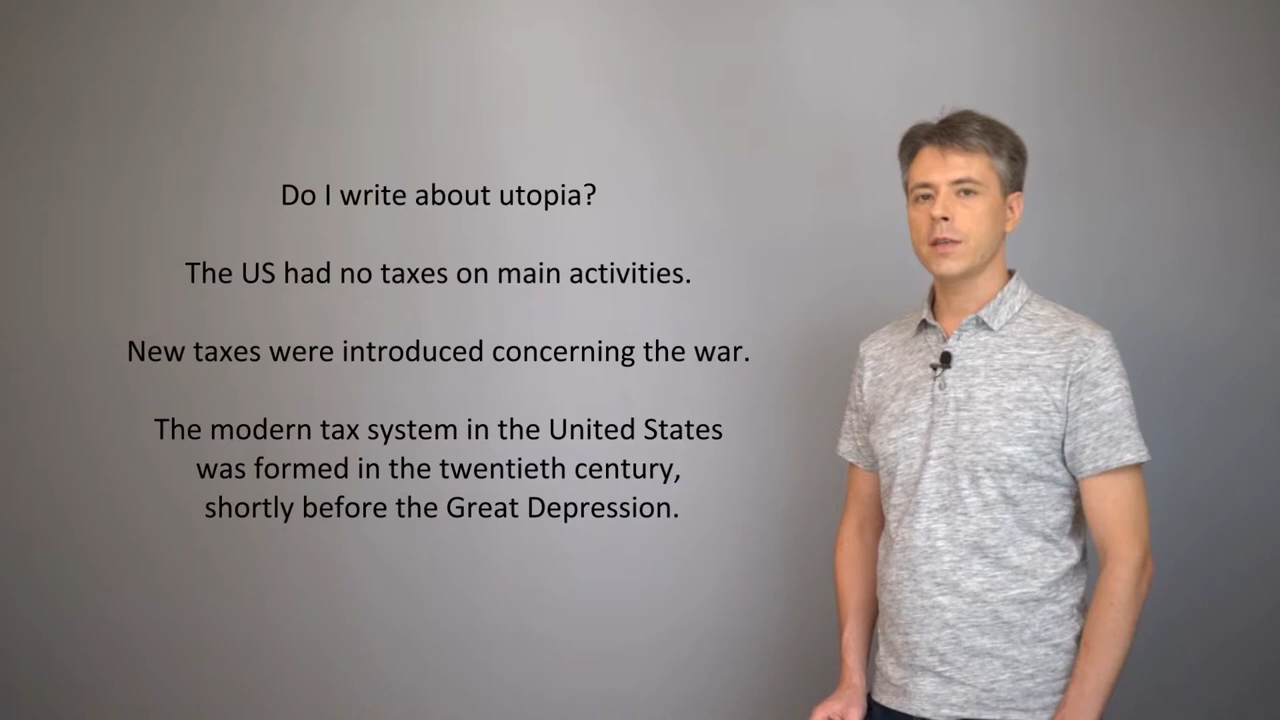 Do I write about utopia?
The US had no taxes on main activities.
New taxes were introduced concerning the war.
The modern tax system in the United States
was formed in the twentieth century,
shortly before the Great Depression.